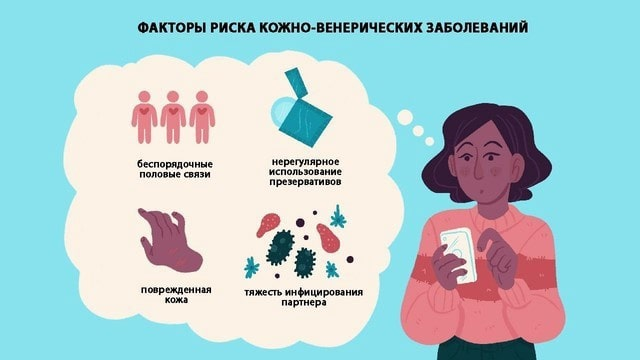 ФАКТОРЫ РИСКА КОЖНО-ВЕНЕРИЧЕСКИХ ЗАБОЛЕВАНИЙ
беспорядочные
половые связи
нерегулярное
использование
презервативов
поврежденная
кожа
тяжесть инфицирования
партнера